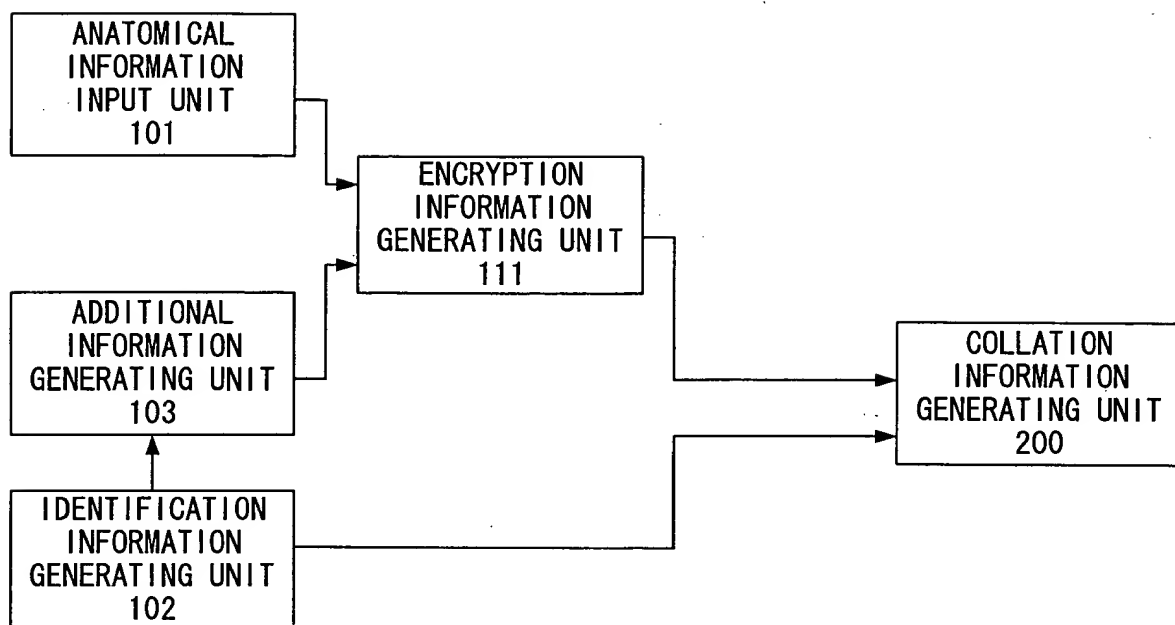 ANATOMICAL
INFORMATION
INPUT UNIT
101
ENCRYPTION
INFORMATION
GENERATING UNIT
111
ADDITIONAL
INFORMATION
GENERATING UNIT
103
COLLATION
INFORMATION
GENERATING UNIT
200
IDENTIFICATION
INFORMATION
GENERATING UNIT
102